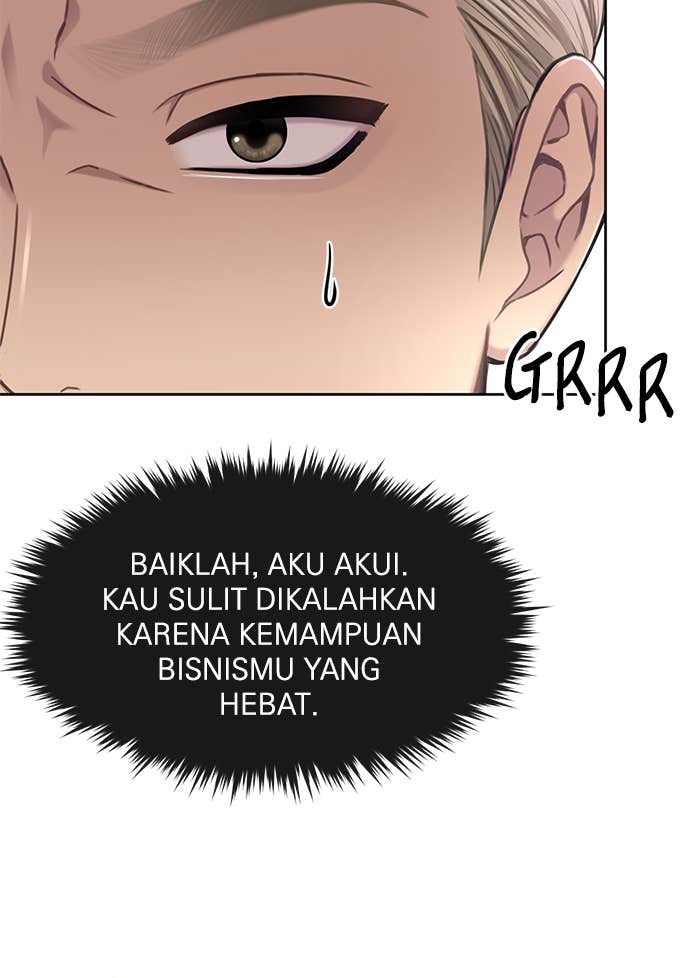 GRRR
BAIKLAH, AKU AKUI.
KAU SULIT DIKALAHKAN
KARENA KEMAMPUAN
BISNISMU YANG
HEBAT.